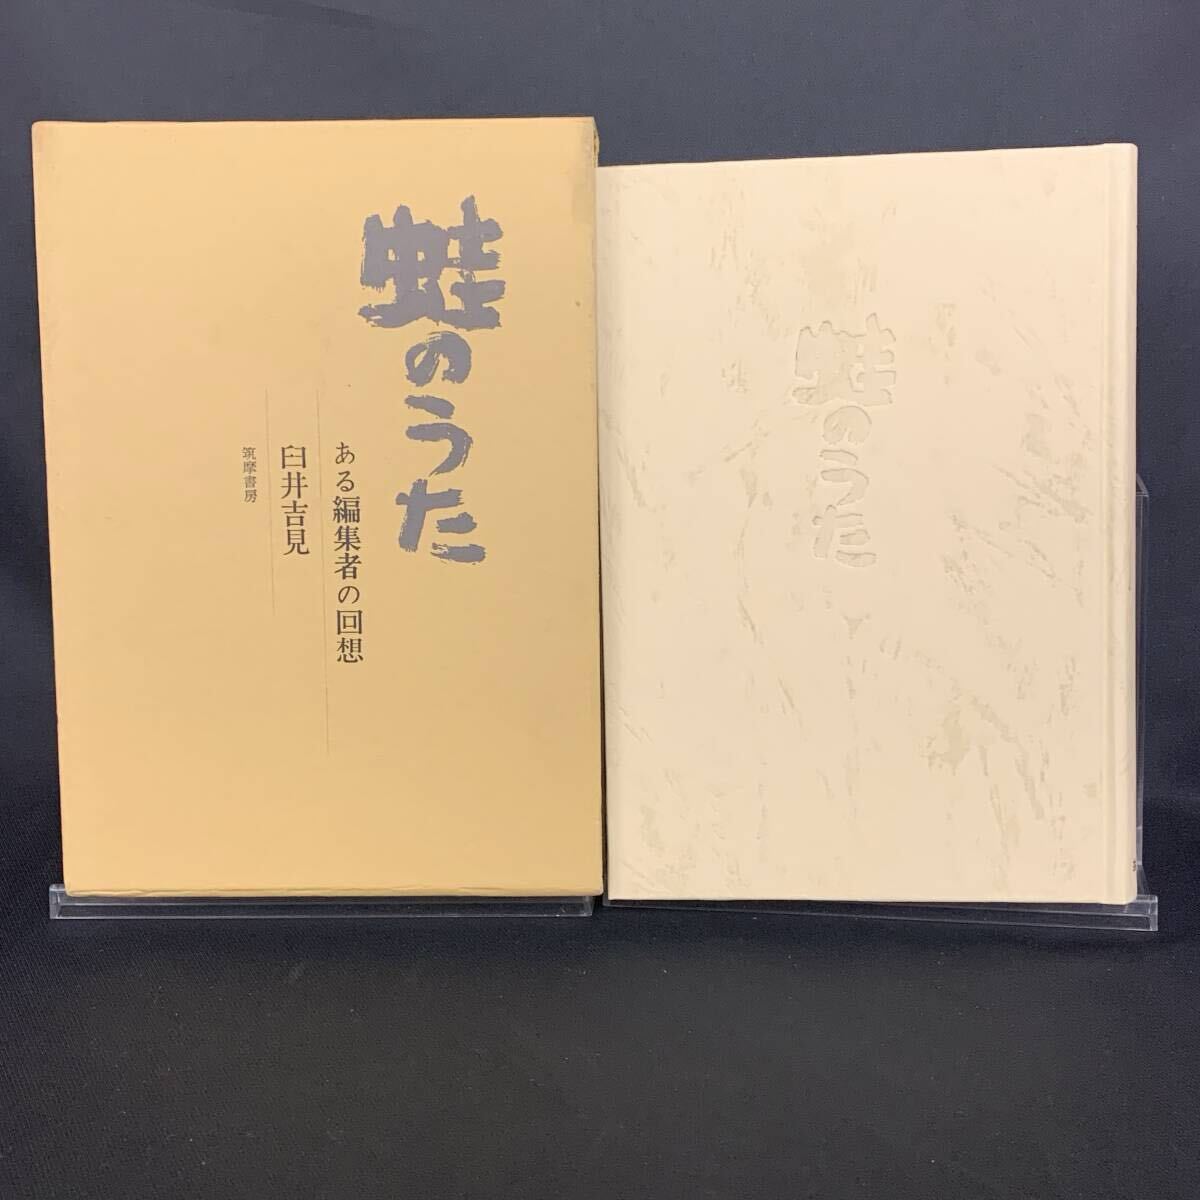 蛙のうた
ある編集者の回想
臼井吉見
筑摩書房
蛙のうた